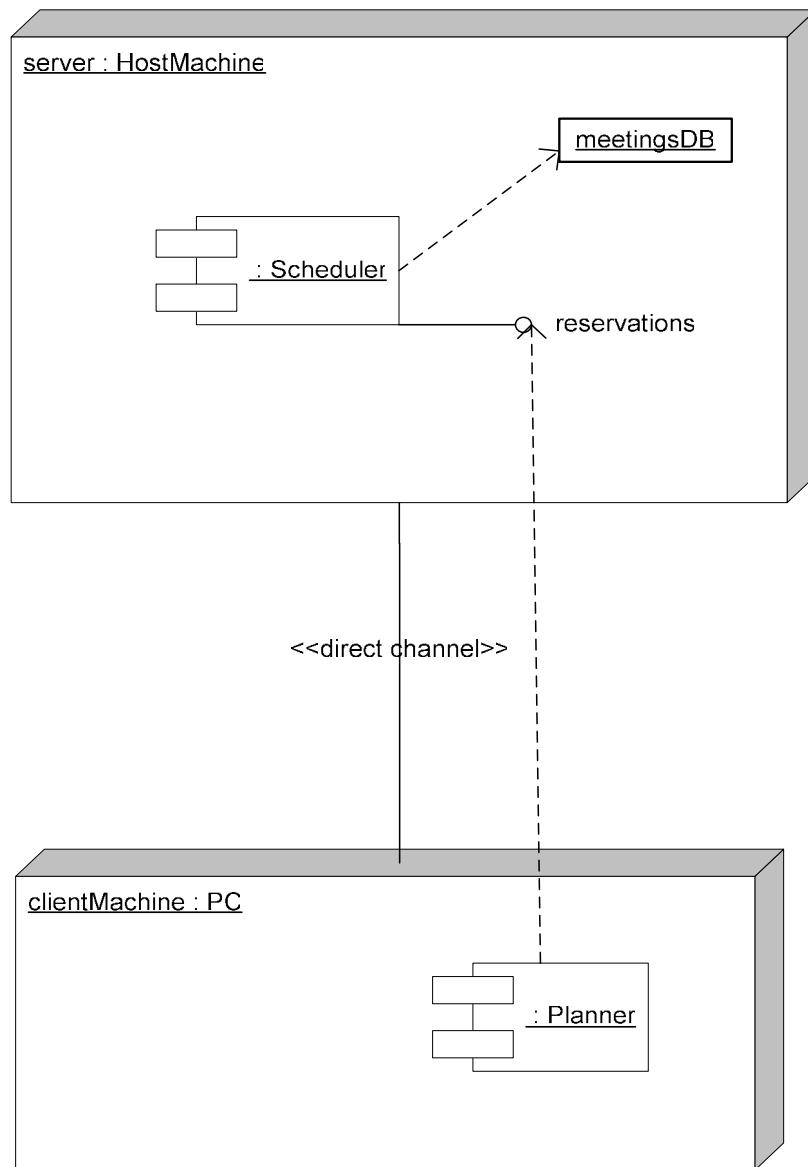 server : HostMachine
meetingsDB
: Scheduler
reservations
<<direct channel>>
clientMachine : PC
: Planner